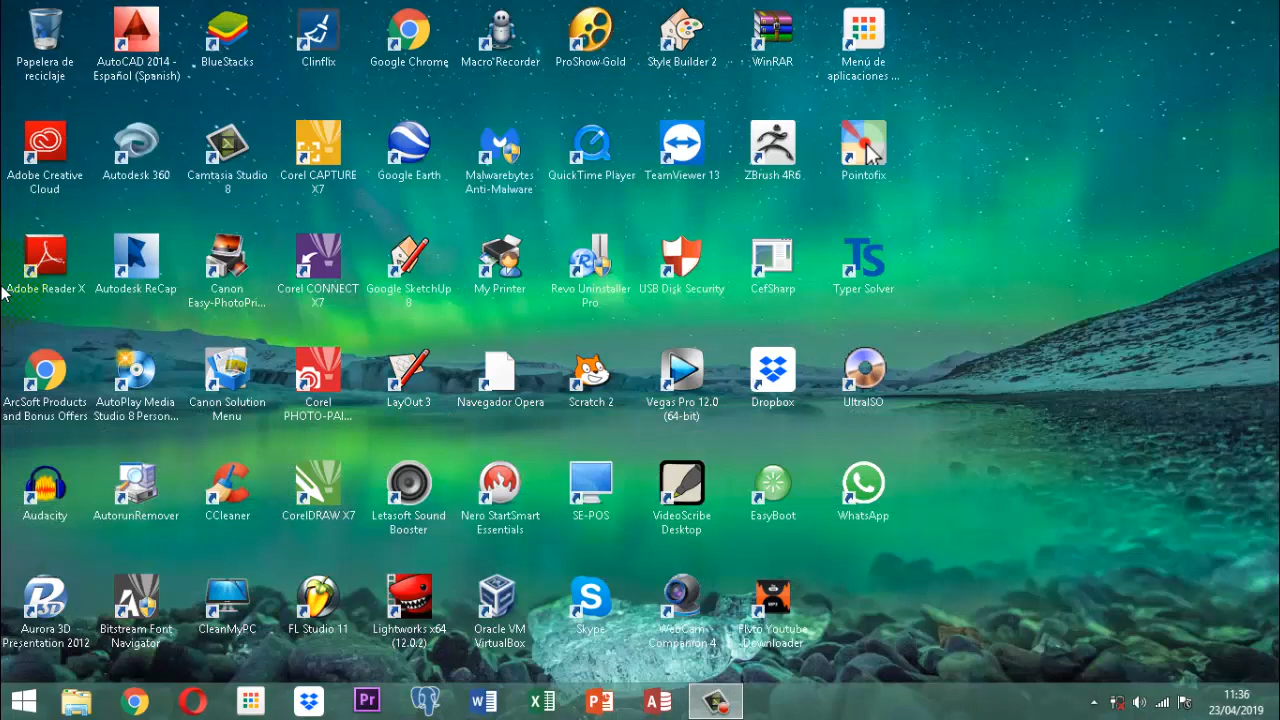 Papelera de
reciclaje
AutoCAD 2014 -
Español (Spanish)
BlueStacks
Clinflix
Google Chrome
Macro Recorder
ProShow Gold
Style Builder 2
WinRAR
Menú de
aplicaciones ...
Adobe Creative
Cloud
Autodesk 360
Camtasia Studio
8
Corel CAPTURE
X7
Google Earth
Malwarebytes
Anti-Malware
QuickTime Player
TeamViewer 13
ZBrush 4R6
Pointofix
Adobe Reader X
Autodesk ReCap
Canon
Easy-PhotoPri...
Corel CONNECT
X7
Google SketchUp
8
My Printer
Revo Uninstaller
Pro
USB Disk Security
CefSharp
TS
Typer Solver
ArcSoft Products
and Bonus Offers
AutoPlay Media
Studio 8 Person...
Canon Solution
Menu
Corel
PHOTO-PAI...
LayOut 3
Navegador Opera
Scratch 2
Vegas Pro 12.0
(64-bit)
Dropbox
UltraISO
Audacity
AutorunRemover
CCleaner
CorelDRAW X7
Letasoft Sound
Booster
Nero StartSmart
Essentials
SE-POS
VideoScribe
Desktop
EasyBoot
WhatsApp
Aurora 3D
Presentation 2012
Bitstream Font
Navigator
CleanMyPC
FL Studio 11
Lightworks x64
(12.0.2)
Oracle VM
VirtualBox
Skype
WebCam
Companion 4
Flvto Youtube
Downloader
Pr
11:36
23/04/2019